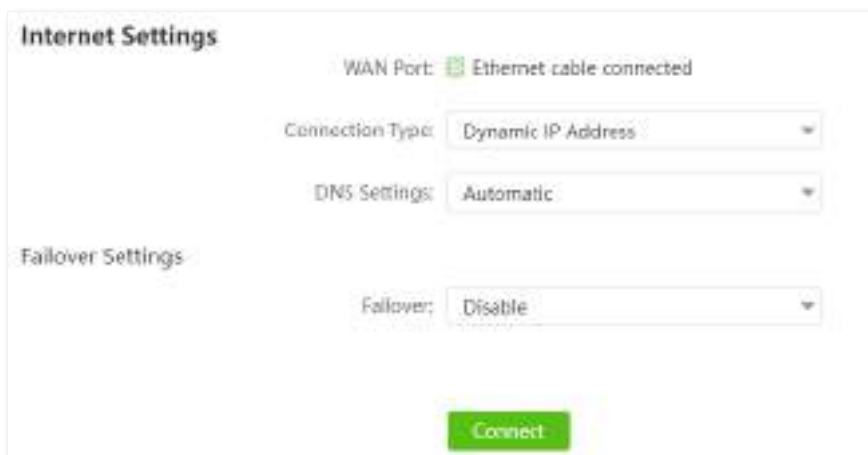 Internet Settings
WAN Port: Ethernet cable connected
Connection Type: Dynamic IP Address
DNS Settings: Automatic
Failover Settings
Failover: Disable
Connect